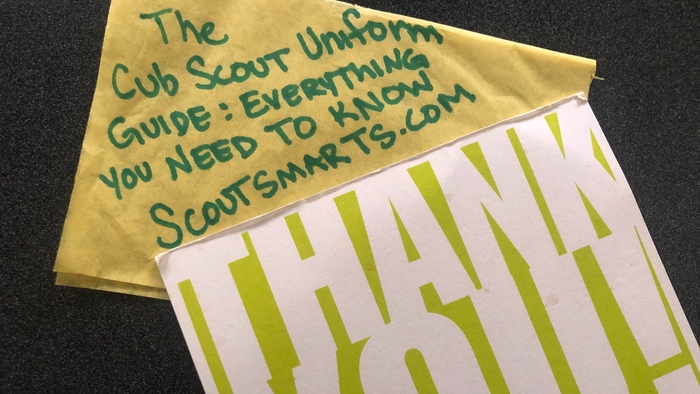 The
Cub Scout Uniform
GUIDE: EVERYTHING
YOU NEED TO KNOW
SCOUTSMARTS.COM
THANK
YOU!